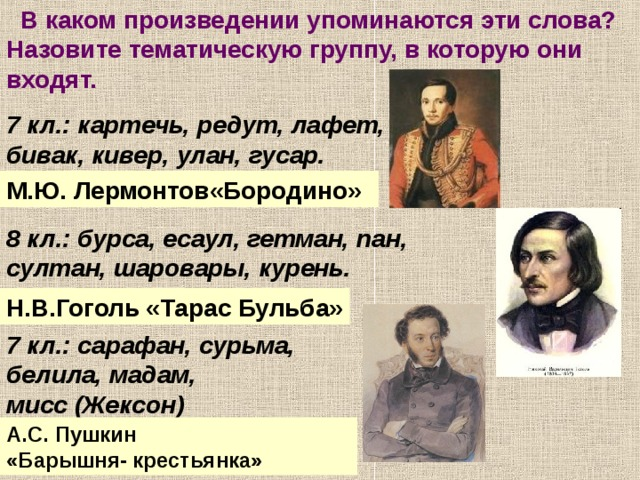 В каком произведении упоминаются эти слова?
Назовите тематическую группу, в которую они
входят.
7 кл.: картечь, редут, лафет,
бивак, кивер, улан, гусар.
М.Ю. Лермонтов«Бородино»
8 кл.: бурса, есаул, гетман, пан,
султан, шаровары, курень.
Н.В.Гоголь «Тарас Бульба»
7 кл.: сарафан, сурьма,
белила, мадам,
мисс (Жексон)
А.С. Пушкин
«Барышня- крестьянка»